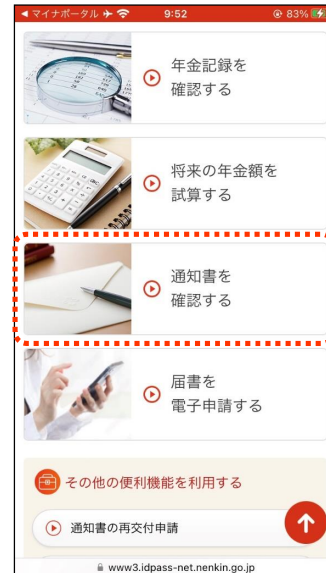 ◀ マイナポータル 9:52 83%
年金記録を
確認する
将来の年金額を
試算する
通知書を
確認する
届書を
電子申請する
その他の便利機能を利用する
通知書の再交付申請
www3.idpass-net.nenkin.go.jp